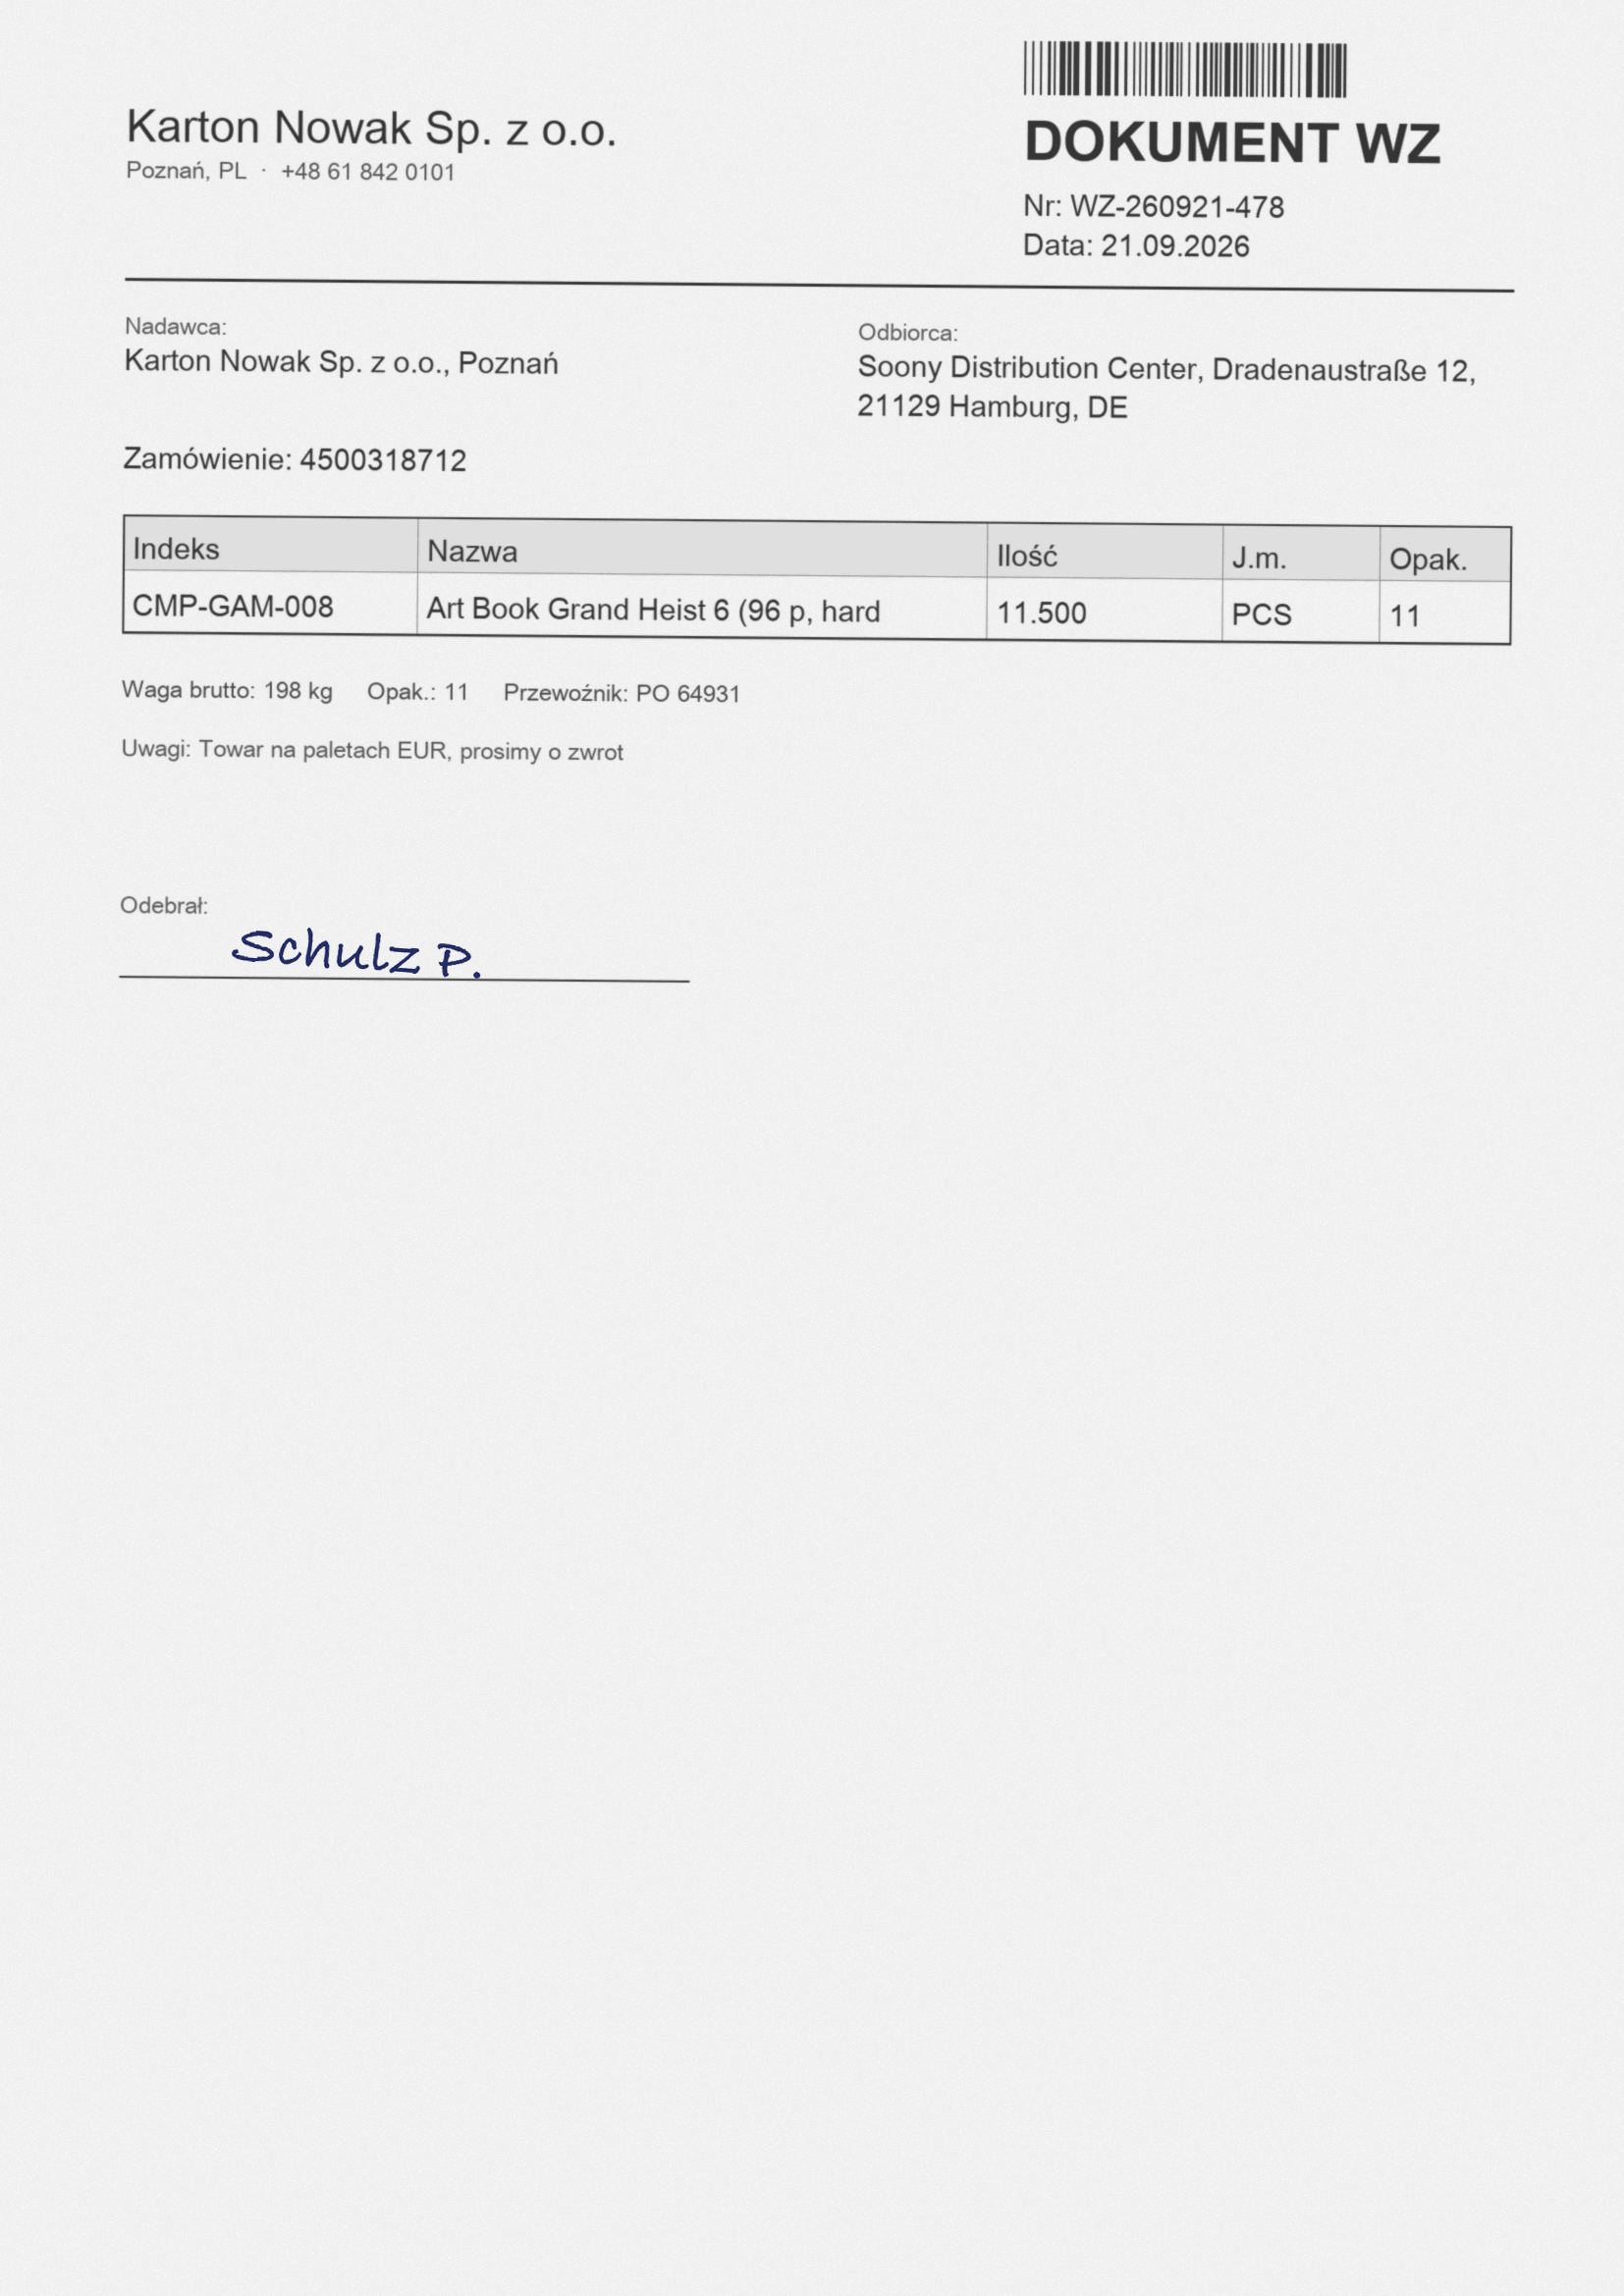 Karton Nowak Sp. z o.o.
Poznań, PL · +48 61 842 0101
DOKUMENT WZ
Nr: WZ-260921-478
Data: 21.09.2026
Nadawca:
Karton Nowak Sp. z o.o., Poznań
Odbiorca:
Soony Distribution Center, Dradenaustraße 12,
21129 Hamburg, DE
Zamówienie: 4500318712
Indeks Nazwa Ilość J.m. Opak.
CMP-GAM-008 Art Book Grand Heist 6 (96 p, hard 11.500 PCS 11
Waga brutto: 198 kg Opak.: 11 Przewoźnik: PO 64931
Uwagi: Towar na paletach EUR, prosimy o zwrot
Odebrał:
Schulz P.